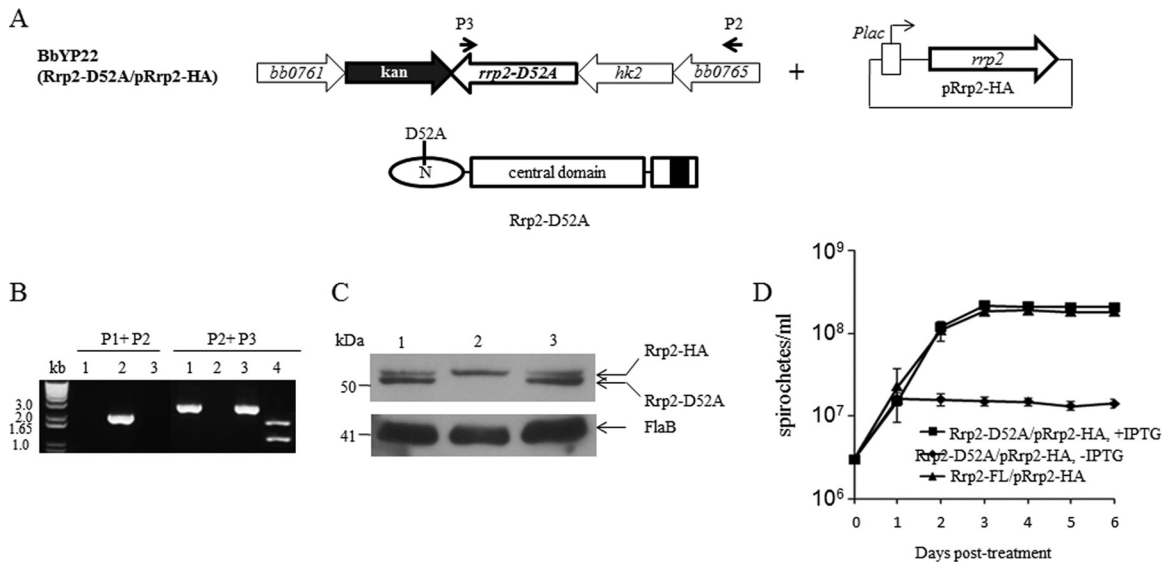 A
BbYP22
(Rrp2-D52A/pRrp2-HA)
P3
P2
bb0761
kan
rrp2-D52A
hk2
bb0765
+
Plac
rrp2
pRrp2-HA
D52A
N
central domain
Rrp2-D52A
B
P1+P2
P2+P3
kb
1
2
3
1
2
3
4
3.0
2.0
1.65
1.0
C
kDa
1
2
3
50
41
Rrp2-HA
Rrp2-D52A
FlaB
D
spirochetes/ml
10⁹
10⁸
10⁷
10⁶
Rrp2-D52A/pRrp2-HA, +IPTG
Rrp2-D52A/pRrp2-HA, -IPTG
Rrp2-FL/pRrp2-HA
0 1 2 3 4 5 6
Days post-treatment